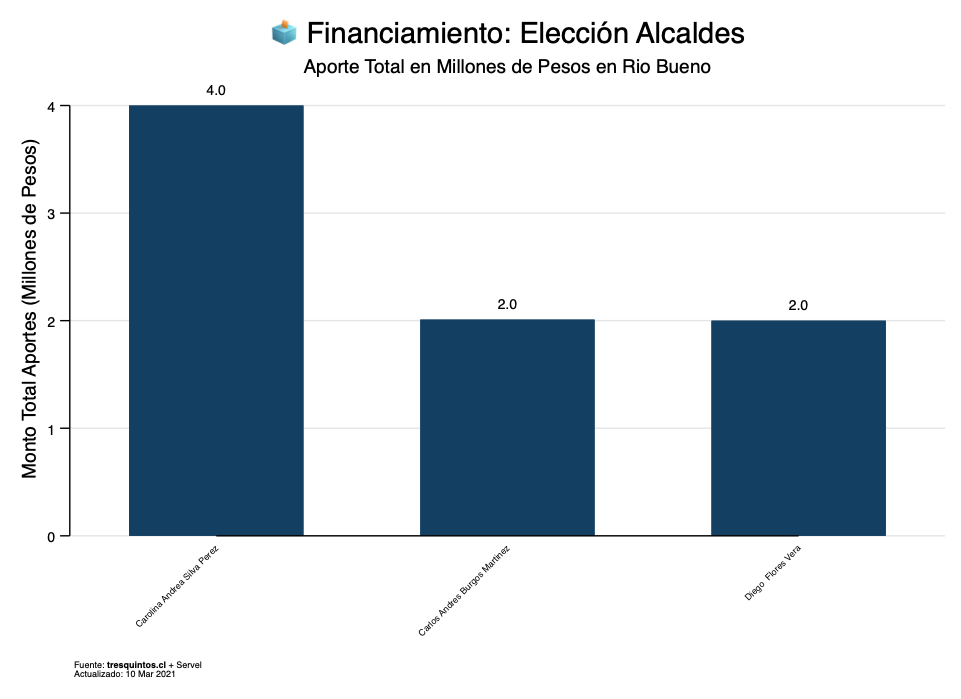 🗳️ Financiamiento: Elección Alcaldes
Aporte Total en Millones de Pesos en Rio Bueno
Monto Total Aportes (Millones de Pesos)
4
3
2
1
0
4.0
2.0
2.0
Carolina Andrea Silva Perez
Carlos Andres Burgos Martinez
Diego  Flores Vera
Fuente: tresquintos.cl + Servel
Actualizado: 10 Mar 2021